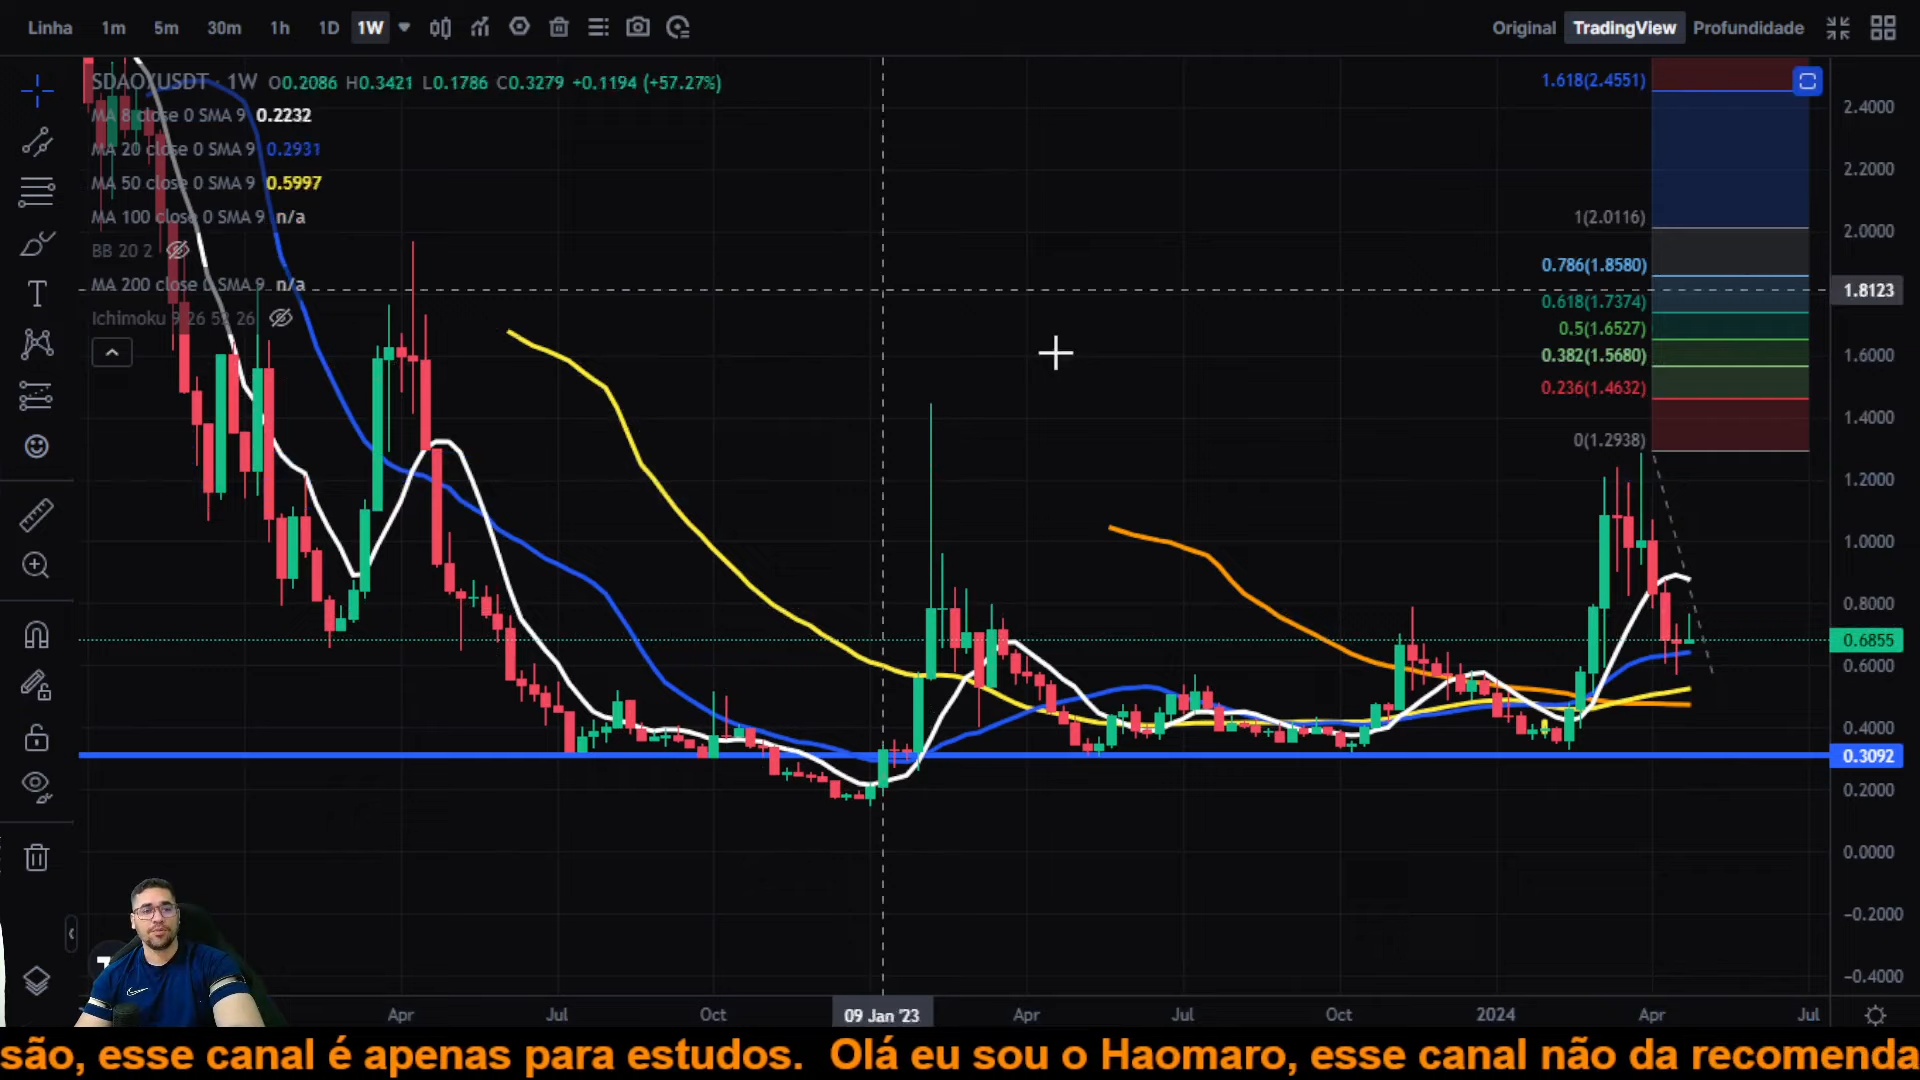 Linha 1m 5m 30m 1h 1D 1W Original TradingView Profundidade
SDAO/USDT · 1W O0.2086 H0.3421 L0.1786 C0.3279 +0.1194 (+57.27%)
MA 8 close 0 SMA 9 0.2232
MA 20 close 0 SMA 9 0.2931
MA 50 close 0 SMA 9 0.5997
MA 100 close 0 SMA 9 n/a
BB 20 2
MA 200 close 0 SMA 9 n/a
Ichimoku 9 26 52 26
1.618(2.4551)
1(2.0116)
0.786(1.8580)
0.618(1.7374)
0.5(1.6527)
0.382(1.5680)
0.236(1.4632)
0(1.2938)
2.4000
2.2000
2.0000
1.8123
1.6000
1.4000
1.2000
1.0000
0.8000
0.6855
0.6000
0.4000
0.3092
0.2000
0.0000
-0.2000
-0.4000
Apr Jul Oct 09 Jan '23 Apr Jul Oct 2024 Apr Jul
são, esse canal é apenas para estudos. Olá eu sou o Haomaro, esse canal não da recomenda